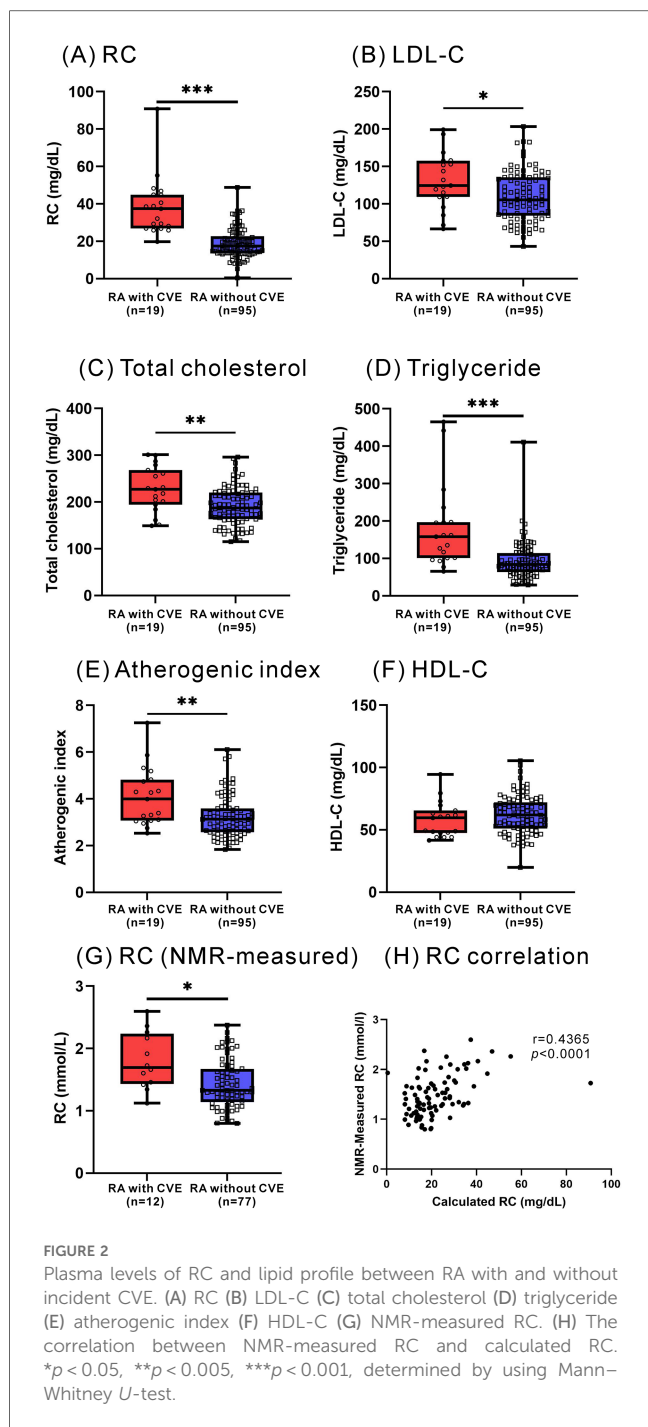 (A) RC
(B) LDL-C
***
RC (mg/dL)
100
80
60
40
20
0
RA with CVE
(n=19)
RA without CVE
(n=95)
*
LDL-C (mg/dL)
250
200
150
100
50
0
RA with CVE
(n=19)
RA without CVE
(n=95)
(C) Total cholesterol
(D) Triglyceride
**
Total cholesterol (mg/dL)
400
300
200
100
0
RA with CVE
(n=19)
RA without CVE
(n=95)
***
Triglyceride (mg/dL)
500
400
300
200
100
0
RA with CVE
(n=19)
RA without CVE
(n=95)
(E) Atherogenic index
(F) HDL-C
**
Atherogenic index
8
6
4
2
0
RA with CVE
(n=19)
RA without CVE
(n=95)
HDL-C (mg/dL)
150
100
50
0
RA with CVE
(n=19)
RA without CVE
(n=95)
(G) RC (NMR-measured)
(H) RC correlation
*
RC (mmol/L)
3
2
1
0
RA with CVE
(n=12)
RA without CVE
(n=77)
NMR-Measured RC (mmol/l)
3
2
1
0
r=0.4365
p<0.0001
0
20
40
60
80
100
Calculated RC (mg/dL)
FIGURE 2
Plasma levels of RC and lipid profile between RA with and without
incident CVE. (A) RC (B) LDL-C (C) total cholesterol (D) triglyceride
(E) atherogenic index (F) HDL-C (G) NMR-measured RC. (H) The
correlation between NMR-measured RC and calculated RC.
*p < 0.05, **p < 0.005, ***p < 0.001, determined by using Mann–
Whitney U-test.